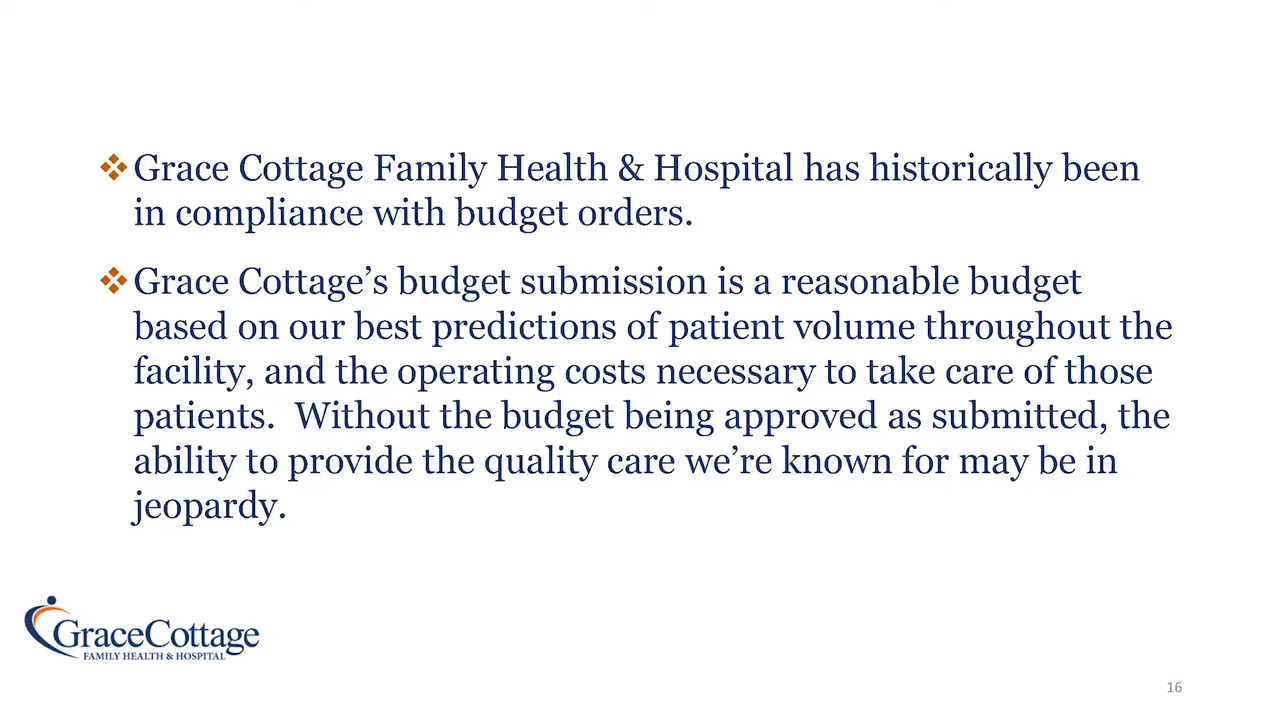 ❖Grace Cottage Family Health & Hospital has historically been
in compliance with budget orders.
❖Grace Cottage’s budget submission is a reasonable budget
based on our best predictions of patient volume throughout the
facility, and the operating costs necessary to take care of those
patients.  Without the budget being approved as submitted, the
ability to provide the quality care we’re known for may be in
jeopardy.
GraceCottage
FAMILY HEALTH & HOSPITAL
16